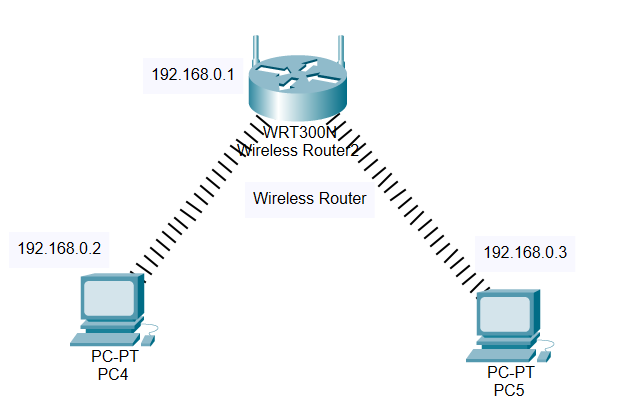 192.168.0.1
WRT300N
Wireless Router2
Wireless Router
192.168.0.2
192.168.0.3
PC-PT
PC4
PC-PT
PC5